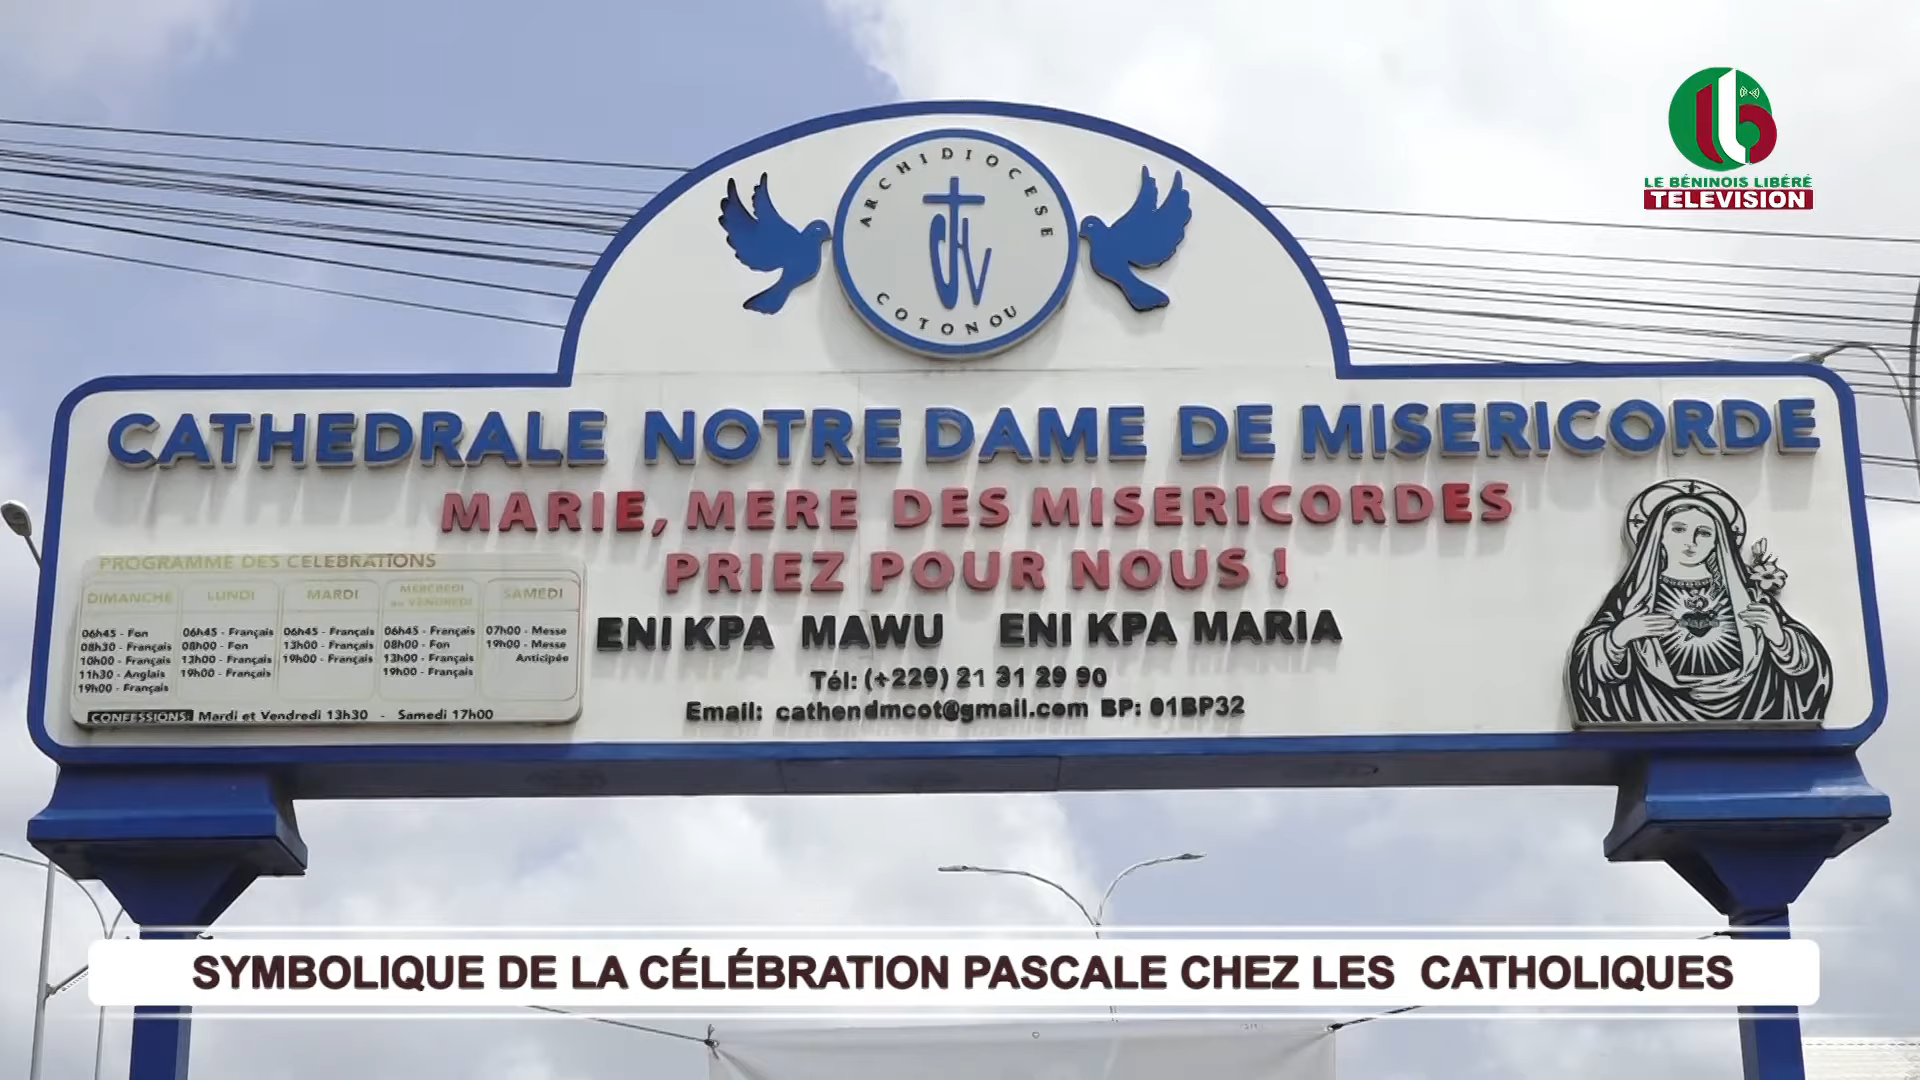 LE BÉNINOIS LIBÉRÉ
TELEVISION
ARCHIDIOCESE
COTONOU
CATHEDRALE NOTRE DAME DE MISERICORDE
MARIE, MERE DES MISERICORDES
PRIEZ POUR NOUS !
ENI KPA MAWU ENI KPA MARIA
Tél: (+229) 21 31 29 90
Email: cathendmcot@gmail.com BP: 01BP32
PROGRAMME DES CELEBRATIONS
DIMANCHE
06h45 - Fon
08h30 - Français
10h00 - Français
11h30 - Anglais
19h00 - Français
LUNDI
06h45 - Français
08h00 - Fon
13h00 - Français
19h00 - Français
MARDI
06h45 - Français
13h00 - Français
19h00 - Français
MERCREDI
au VENDREDI
06h45 - Français
08h00 - Fon
13h00 - Français
19h00 - Français
SAMEDI
07h00 - Messe
19h00 - Messe
Anticipée
CONFESSIONS: Mardi et Vendredi 13h30 - Samedi 17h00
SYMBOLIQUE DE LA CÉLÉBRATION PASCALE CHEZ LES CATHOLIQUES